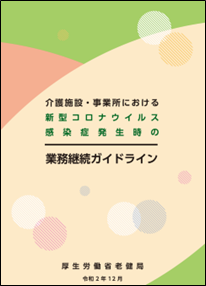 介護施設・事業所における
新型コロナウイルス
感染症発生時の
業務継続ガイドライン
厚生労働省老健局
令和２年１２月